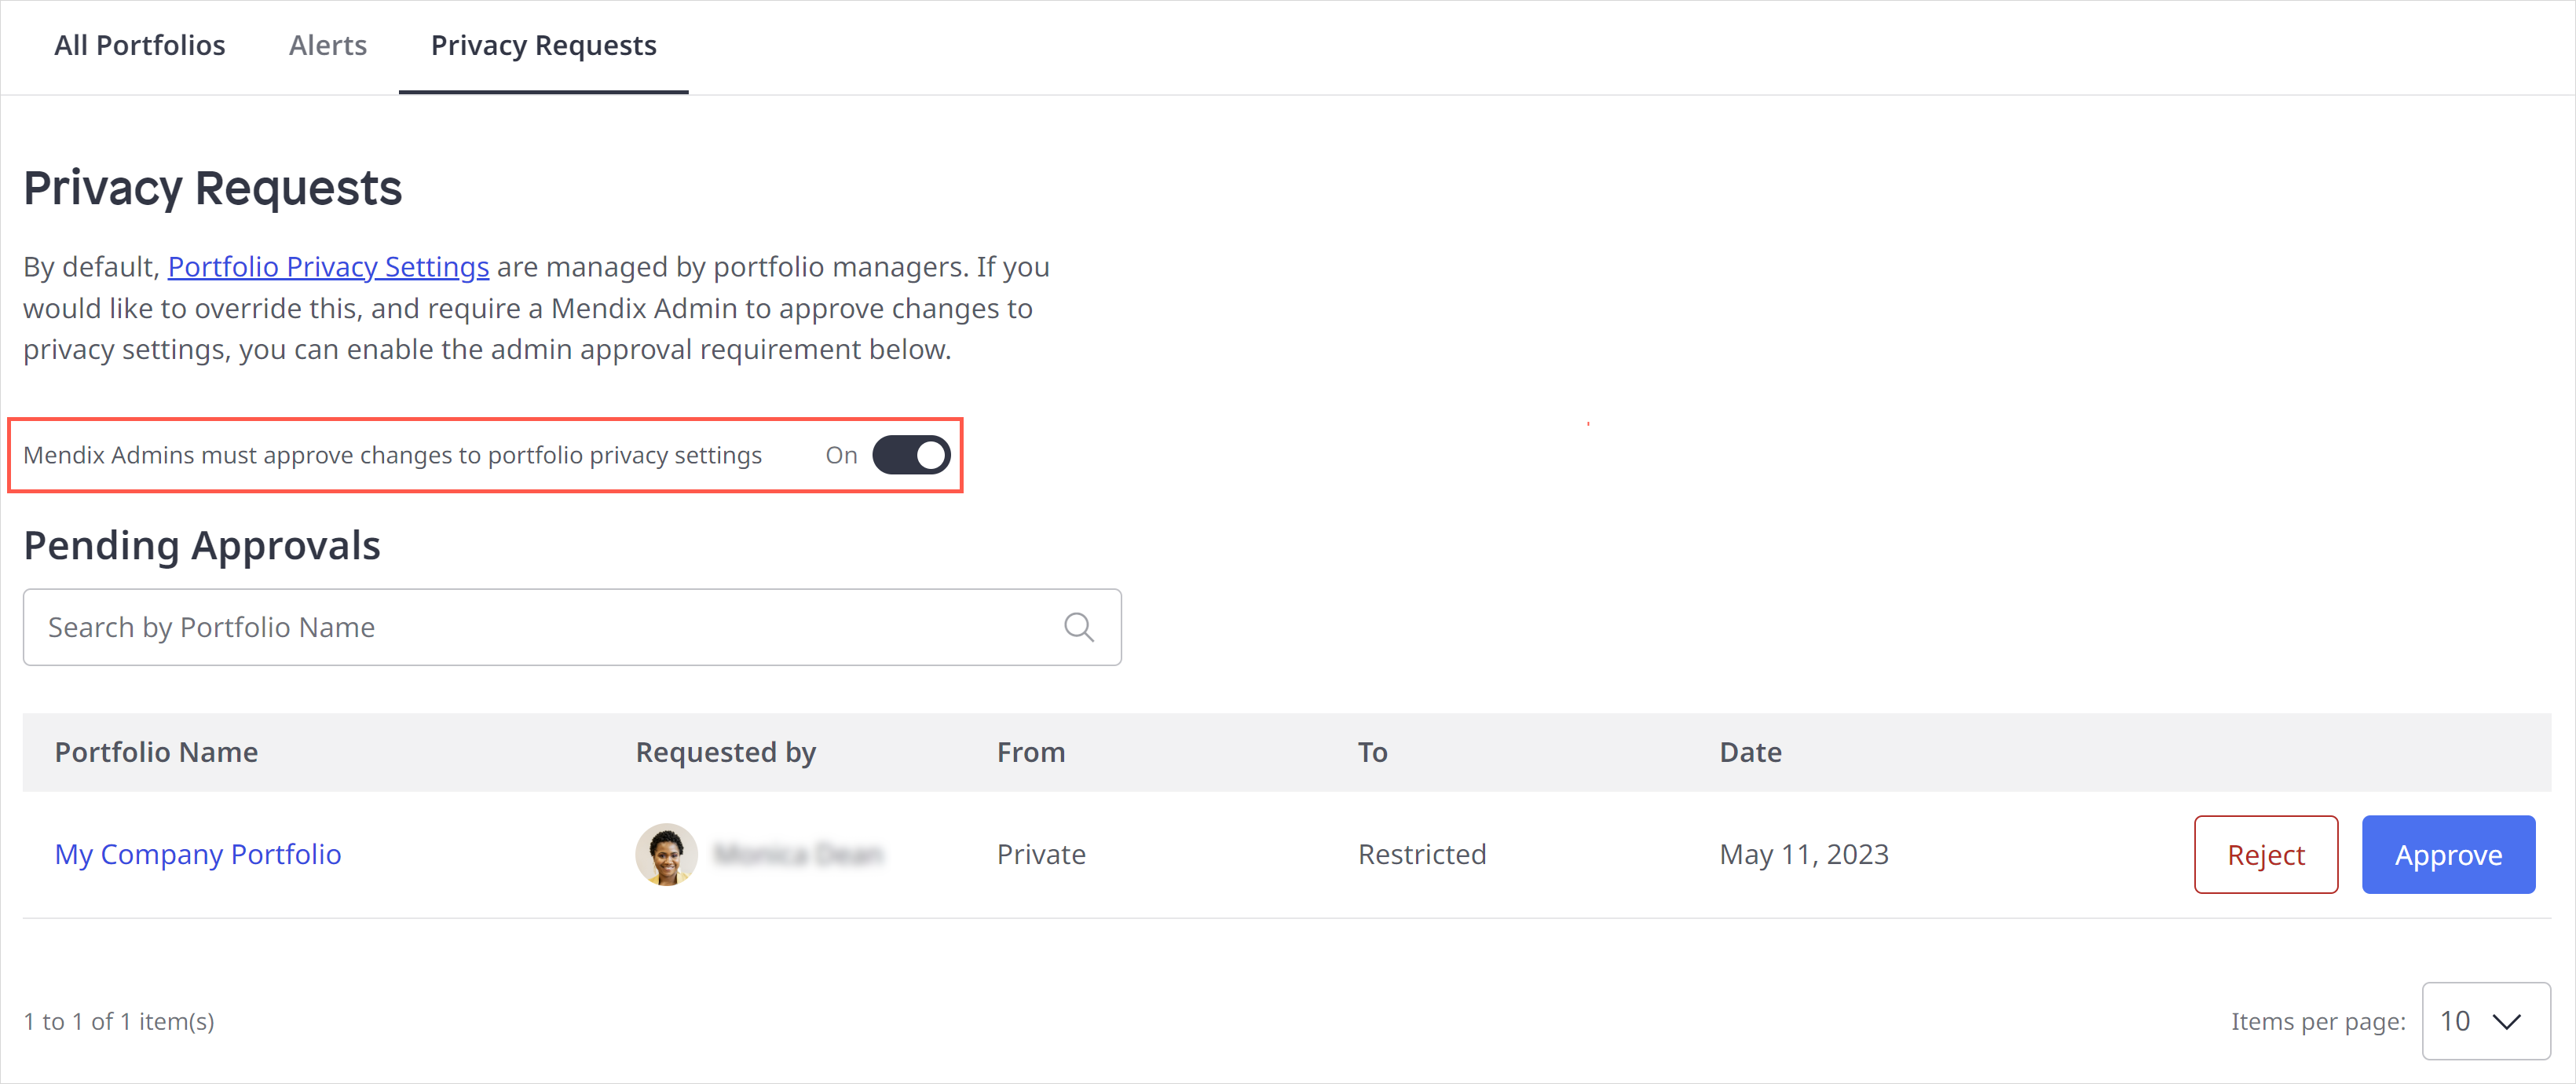 All Portfolios Alerts Privacy Requests
Privacy Requests
By default, Portfolio Privacy Settings are managed by portfolio managers. If you
would like to override this, and require a Mendix Admin to approve changes to
privacy settings, you can enable the admin approval requirement below.
Mendix Admins must approve changes to portfolio privacy settings On
Pending Approvals
Search by Portfolio Name
Portfolio Name Requested by From To Date
My Company Portfolio Private Restricted May 11, 2023 Reject Approve
1 to 1 of 1 item(s) Items per page: 10